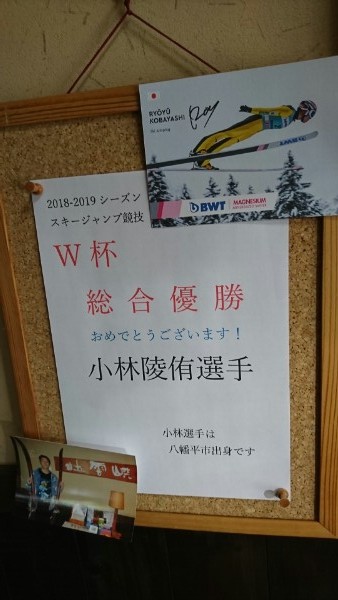 RYŌYŪ
KOBAYASHI
BWT
MAGNESIUM
2018-2019 シーズン
スキージャンプ競技
W杯
総合優勝
おめでとうございます！
小林陵侑選手
小林選手は
八幡平市出身です